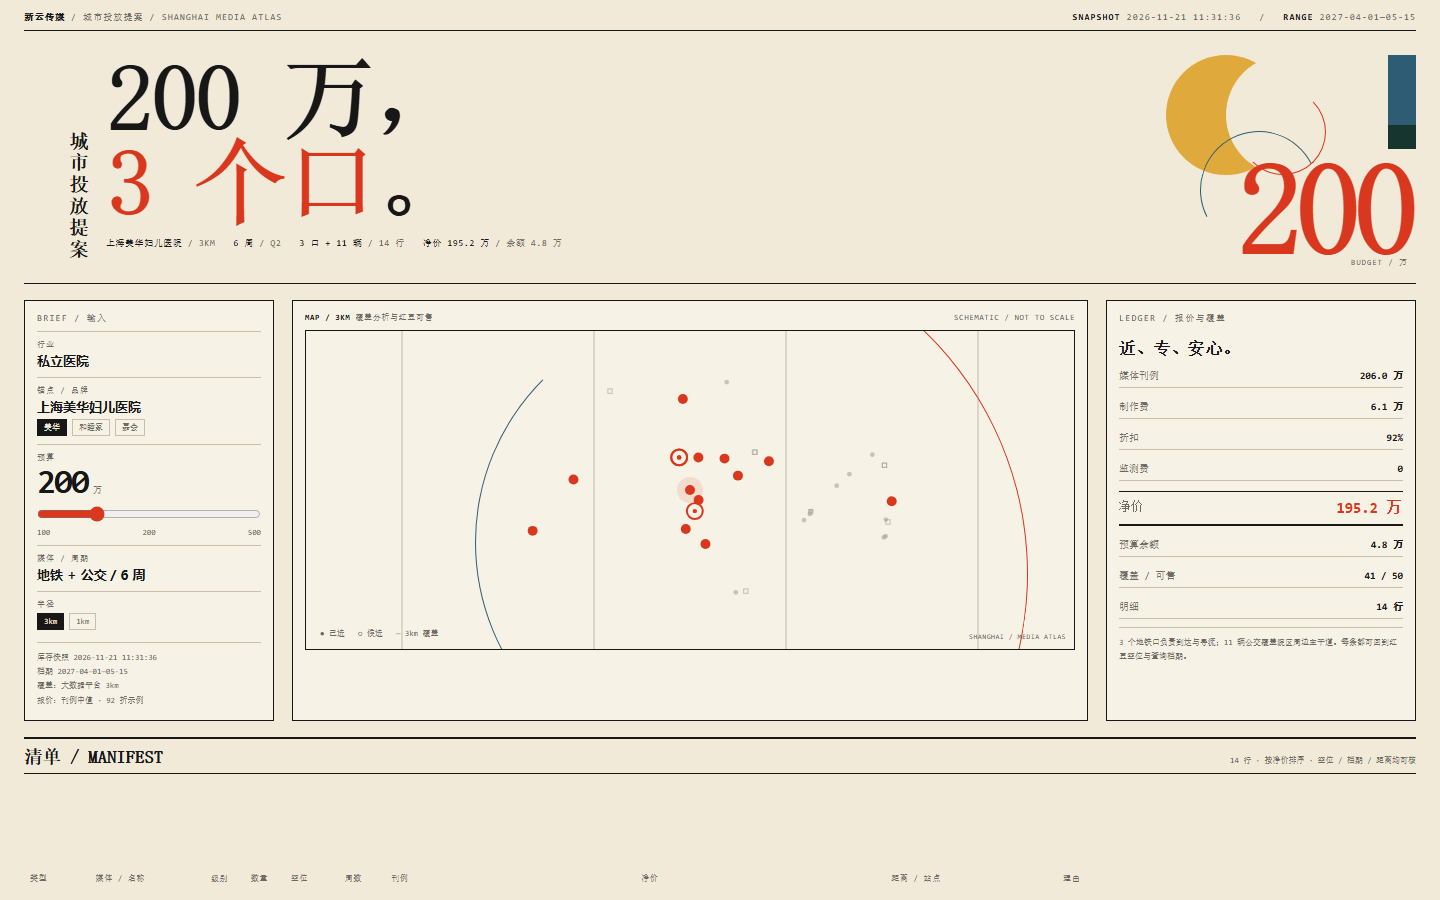 新云传媒 / 城市投放提案 / SHANGHAI MEDIA ATLAS
SNAPSHOT 2026-11-21 11:31:36 / RANGE 2027-04-01—05-15
城市投放提案
200 万，
3 个口。
上海美华妇儿医院 / 3KM 6 周 / Q2 3 口 + 11 辆 / 14 行 净价 195.2 万 / 余额 4.8 万
200
BUDGET / 万
BRIEF / 输入
行业
私立医院
锚点 / 品牌
上海美华妇儿医院
美华 和睦家 嘉会
预算
200 万
100 200 500
媒体 / 周期
地铁 + 公交 / 6 周
半径
3km 1km
库存快照 2026-11-21 11:31:36
档期 2027-04-01—05-15
覆盖：大数据平台 3km
报价：刊例中值 · 92 折示例
MAP / 3KM 覆盖分析与红豆可售
SCHEMATIC / NOT TO SCALE
已选 候选 3km 覆盖
SHANGHAI / MEDIA ATLAS
LEDGER / 报价与覆盖
近、专、安心。
媒体刊例 206.0 万
制作费 6.1 万
折扣 92%
监测费 0
净价 195.2 万
预算余额 4.8 万
覆盖 / 可售 41 / 50
明细 14 行
3 个地铁口负责到达与寻径；11 辆公交覆盖院区周边主干道。每条都可回到红豆空位与查询档期。
清单 / MANIFEST
14 行 · 按净价排序 · 空位 / 档期 / 距离均可核
类型 媒体 / 名称 级别 数量 空位 周数 刊例 净价 距离 / 站点 理由